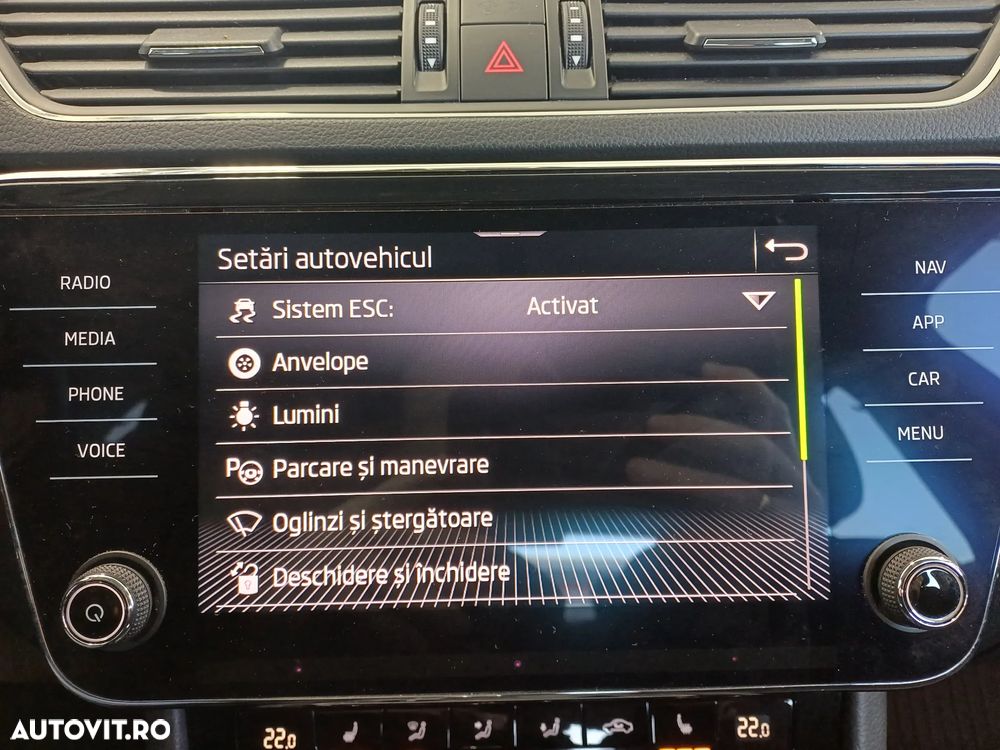 Setări autovehicul
RADIO
MEDIA
PHONE
VOICE
Sistem ESC: Activat
Anvelope
Lumini
P Parcare și manevrare
Oglinzi și ștergătoare
Deschidere și închidere
NAV
APP
CAR
MENU
22.0
22.0
AUTOVIT.RO